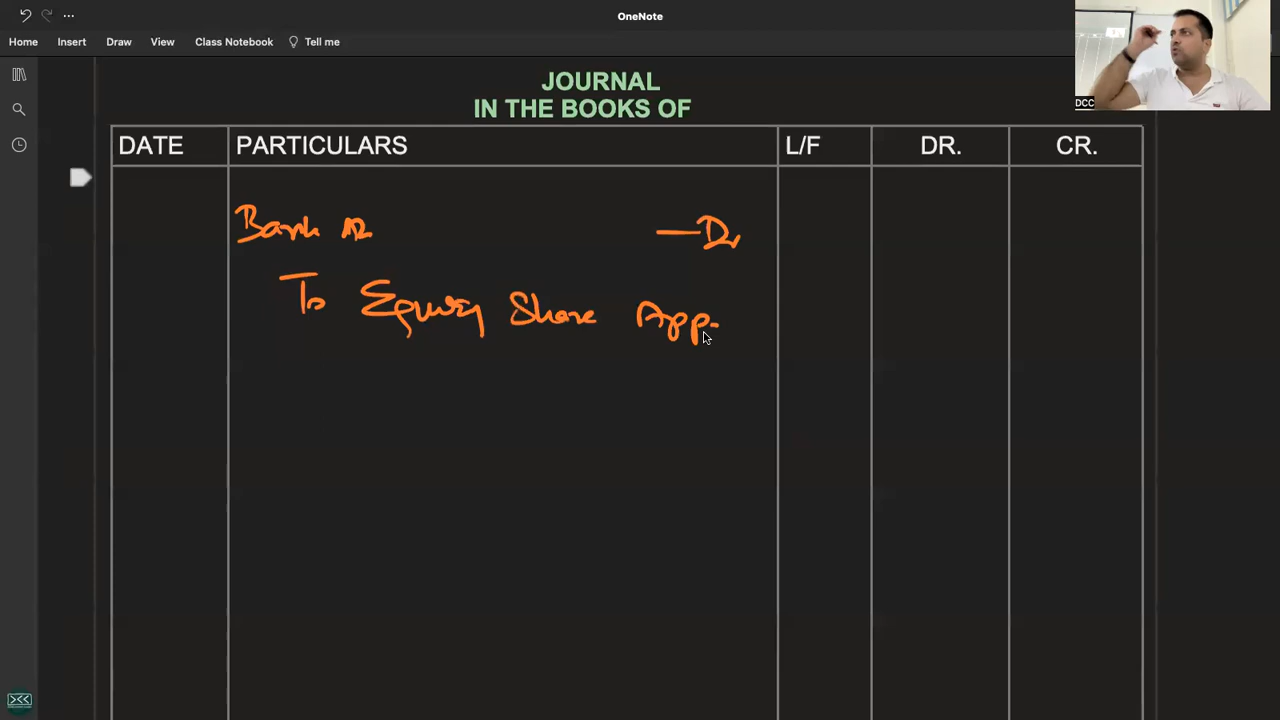 OneNote
Home Insert Draw View Class Notebook Tell me
DCC
JOURNAL
IN THE BOOKS OF
DATE PARTICULARS L/F DR. CR.
Bank A/c — Dr
To Equity Share App-
DCC